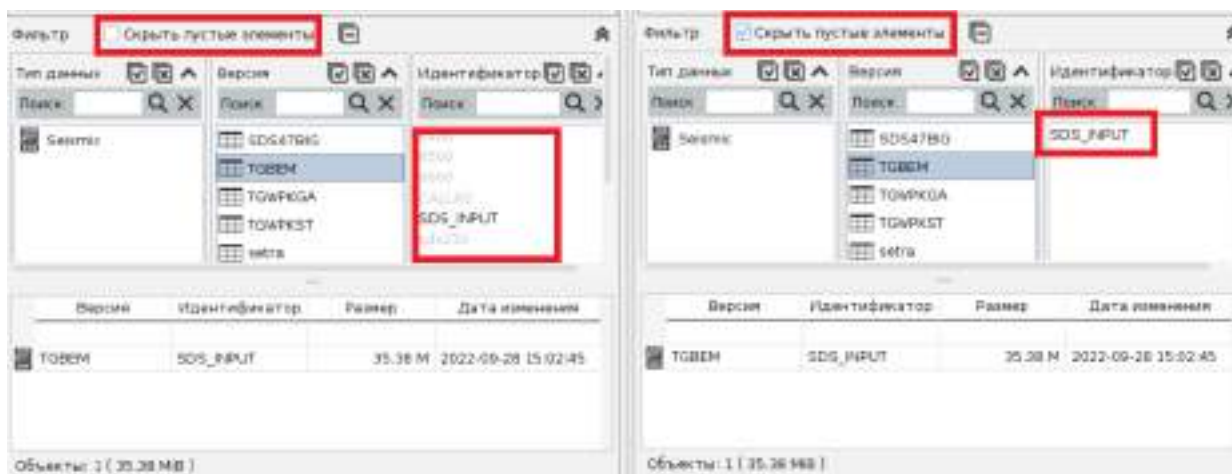 Фильтр Скрыть пустые элементы
Тип данных Версия Идентификатор
Поиск: Поиск: Поиск:
Seismic SDS47BIG
TGBEM
TGWPKGA
TGWPKST SDS_INPUT
setra
Версия Идентификатор Размер Дата изменения
TGBEM SDS_INPUT 35.38 M 2022-09-28 15:02:45
Объекты: 1 ( 35.38 MiB )
Фильтр Скрыть пустые элементы
Тип данных Версия Идентификатор
Поиск: Поиск: Поиск:
Seismic SDS47BIG SDS_INPUT
TGBEM
TGWPKGA
TGWPKST
setra
Версия Идентификатор Размер Дата изменения
TGBEM SDS_INPUT 35.38 M 2022-09-28 15:02:45
Объекты: 1 ( 35.38 MiB )